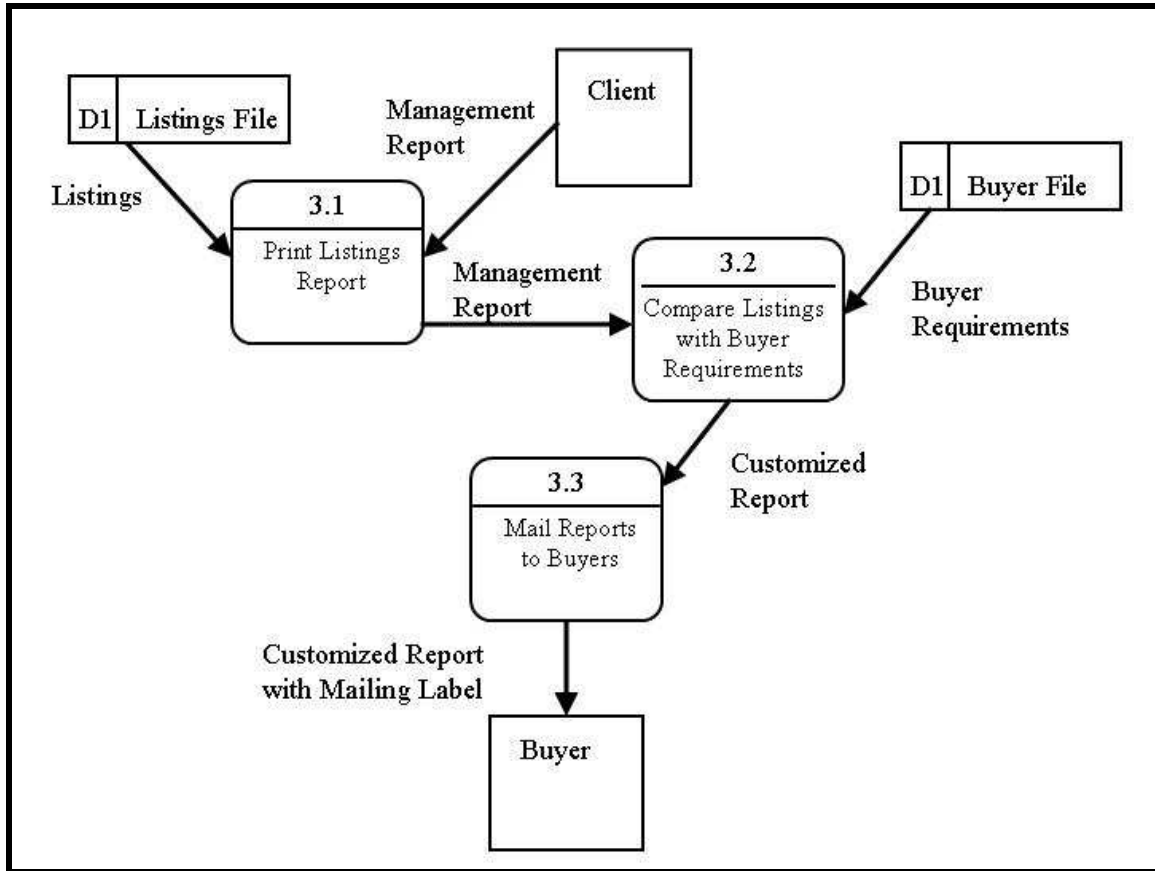 Client
D1 Listings File
Management
Report
Listings
D1 Buyer File
3.1
Print Listings
Report
Management
Report
3.2
Compare Listings
with Buyer
Requirements
Buyer
Requirements
Customized
Report
3.3
Mail Reports
to Buyers
Customized Report
with Mailing Label
Buyer